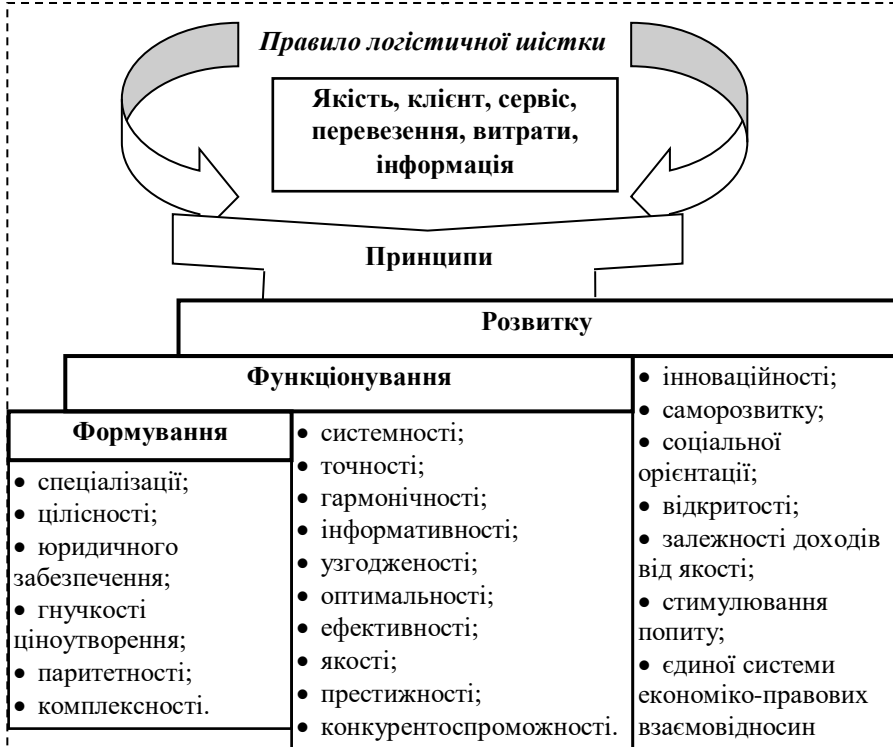 Правило логістичної шістки
Якість, клієнт, сервіс,
перевезення, витрати,
інформація
Принципи
Розвитку
Функціонування
Формування
• спеціалізації;
• цілісності;
• юридичного
забезпечення;
• гнучкості
ціноутворення;
• паритетності;
• комплексності.
• системності;
• точності;
• гармонічності;
• інформативності;
• узгодженості;
• оптимальності;
• ефективності;
• якості;
• престижності;
• конкурентоспроможності.
• інноваційності;
• саморозвитку;
• соціальної
орієнтації;
• відкритості;
• залежності доходів
від якості;
• стимулювання
попиту;
• єдиної системи
економіко-правових
взаємовідносин